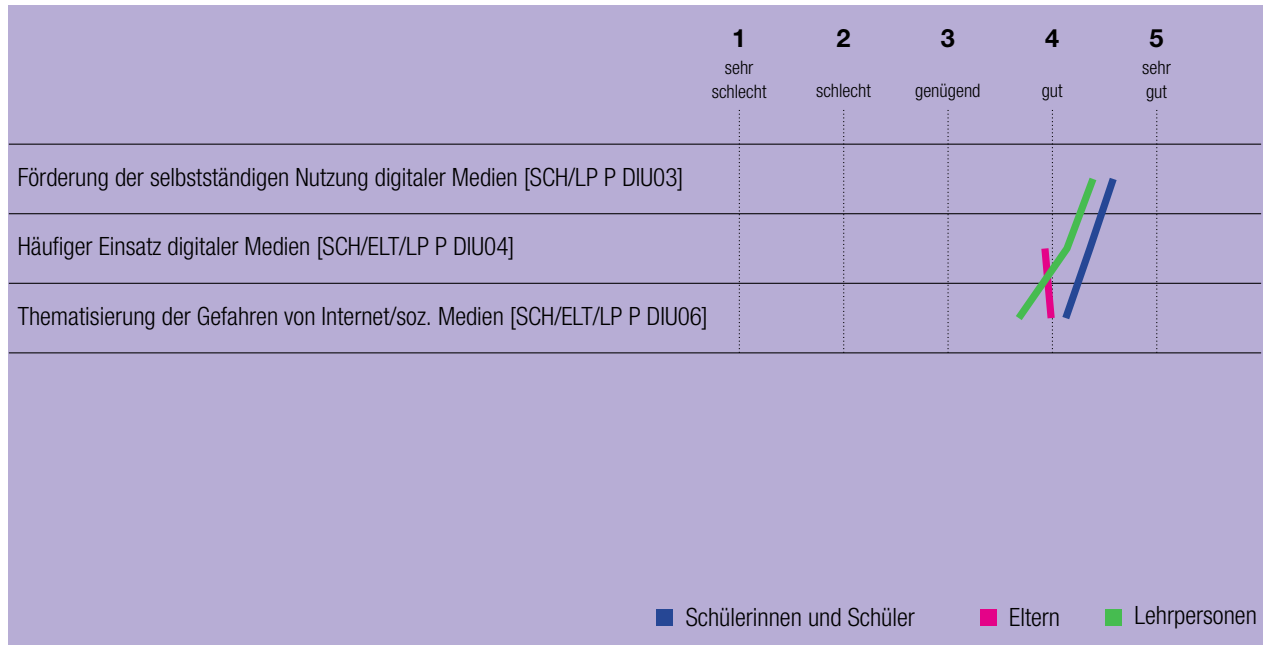 1 2 3 4 5
sehr sehr
schlecht schlecht genügend gut gut
Förderung der selbstständigen Nutzung digitaler Medien [SCH/LP P DIU03]
Häufiger Einsatz digitaler Medien [SCH/ELT/LP P DIU04]
Thematisierung der Gefahren von Internet/soz. Medien [SCH/ELT/LP P DIU06]
Schülerinnen und Schüler Eltern Lehrpersonen